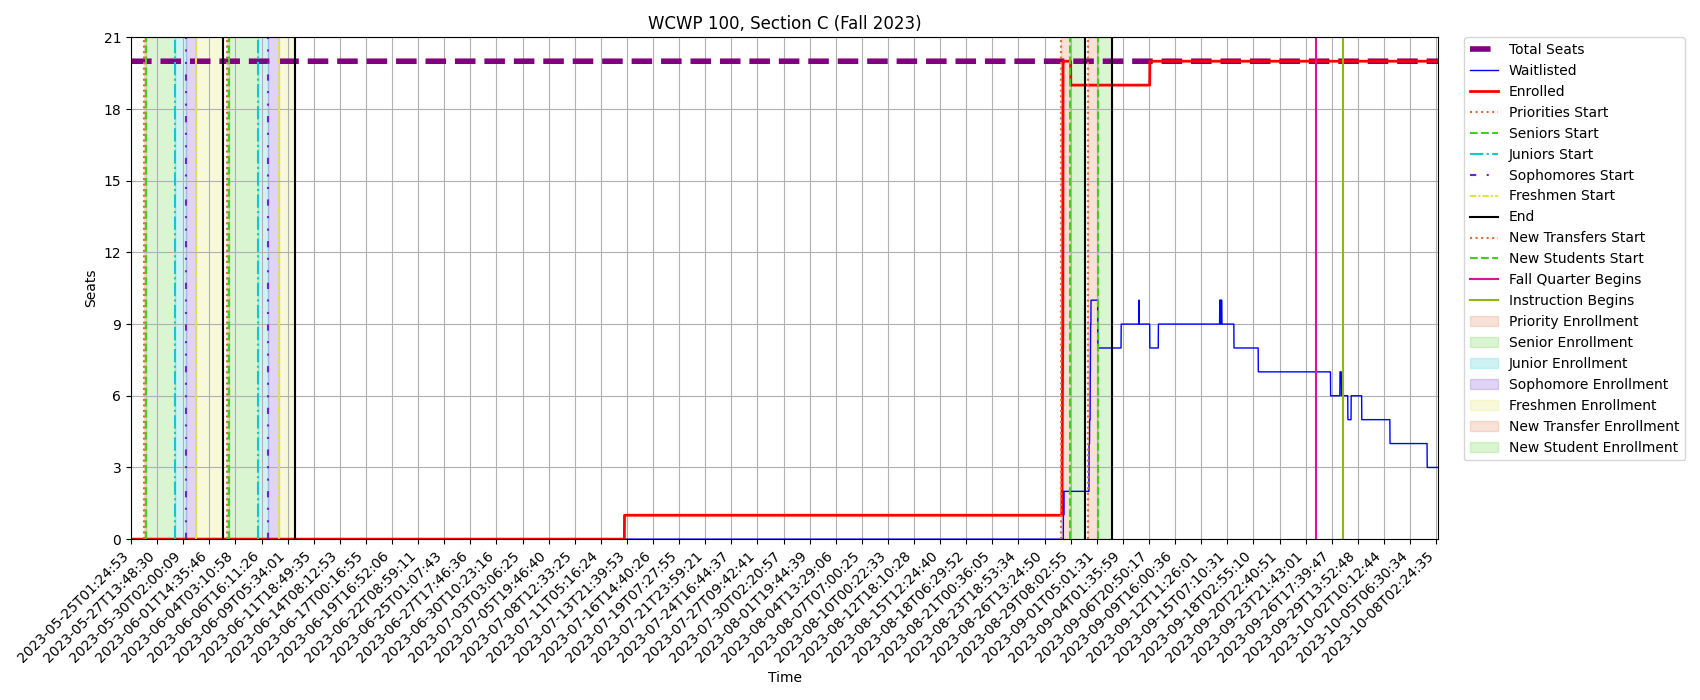 WCWP 100, Section C (Fall 2023)
21
18
15
12
9
6
3
0
Seats
2023-05-25T01:24:53
2023-05-27T13:48:30
2023-05-30T02:00:09
2023-06-01T14:35:46
2023-06-04T03:10:58
2023-06-06T16:11:26
2023-06-09T05:34:01
2023-06-11T18:49:35
2023-06-14T08:12:53
2023-06-17T00:16:55
2023-06-19T16:52:06
2023-06-22T08:59:11
2023-06-25T01:07:43
2023-06-27T17:46:36
2023-06-30T10:23:16
2023-07-03T03:06:25
2023-07-05T19:46:40
2023-07-08T12:33:25
2023-07-11T05:16:24
2023-07-13T21:39:53
2023-07-16T14:40:26
2023-07-19T07:27:55
2023-07-21T23:59:21
2023-07-24T16:44:37
2023-07-27T09:42:41
2023-07-30T02:20:57
2023-08-01T19:44:39
2023-08-04T13:29:06
2023-08-07T07:00:25
2023-08-10T00:22:33
2023-08-12T18:10:28
2023-08-15T12:24:40
2023-08-18T06:29:52
2023-08-21T00:36:05
2023-08-23T18:53:34
2023-08-26T13:24:50
2023-08-29T08:02:55
2023-09-01T05:01:31
2023-09-04T01:35:59
2023-09-06T20:50:17
2023-09-09T16:00:36
2023-09-12T11:26:01
2023-09-15T07:10:31
2023-09-18T02:55:10
2023-09-20T22:40:51
2023-09-23T21:43:01
2023-09-26T17:39:47
2023-09-29T13:52:48
2023-10-02T10:12:44
2023-10-05T06:30:34
2023-10-08T02:24:35
Time
Total Seats
Waitlisted
Enrolled
Priorities Start
Seniors Start
Juniors Start
Sophomores Start
Freshmen Start
End
New Transfers Start
New Students Start
Fall Quarter Begins
Instruction Begins
Priority Enrollment
Senior Enrollment
Junior Enrollment
Sophomore Enrollment
Freshmen Enrollment
New Transfer Enrollment
New Student Enrollment